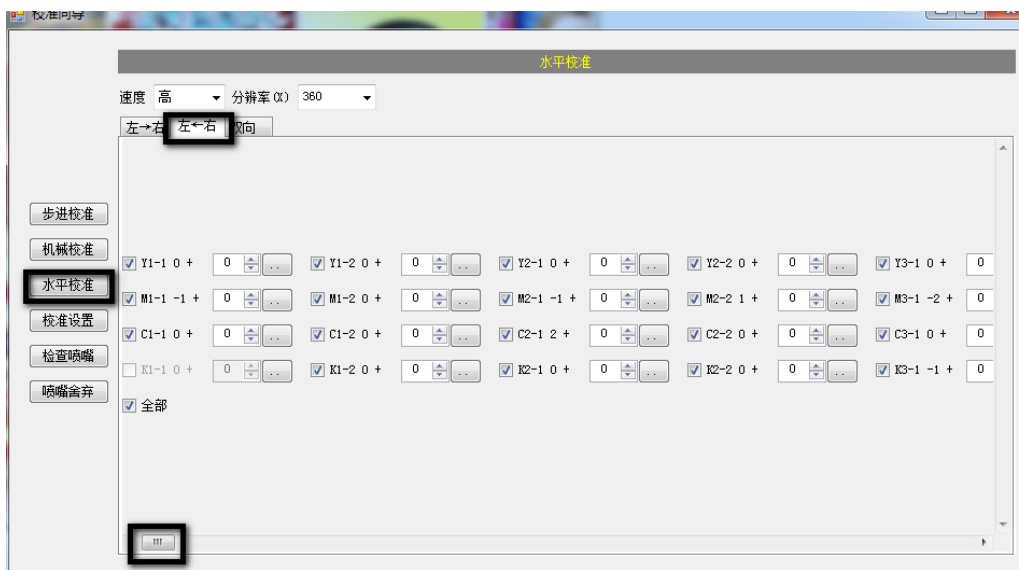 校准向导
水平校准
速度 高 分辨率(X) 360
左→右 左←右 双向
步进校准
机械校准
水平校准
校准设置
检查喷嘴
喷嘴舍弃
Y1-1 0 + 0 .. Y1-2 0 + 0 .. Y2-1 0 + 0 .. Y2-2 0 + 0 .. Y3-1 0 + 0
M1-1 -1 + 0 .. M1-2 0 + 0 .. M2-1 -1 + 0 .. M2-2 1 + 0 .. M3-1 -2 + 0
C1-1 0 + 0 .. C1-2 0 + 0 .. C2-1 2 + 0 .. C2-2 0 + 0 .. C3-1 0 + 0
K1-1 0 + 0 .. K1-2 0 + 0 .. K2-1 0 + 0 .. K2-2 0 + 0 .. K3-1 -1 + 0
全部